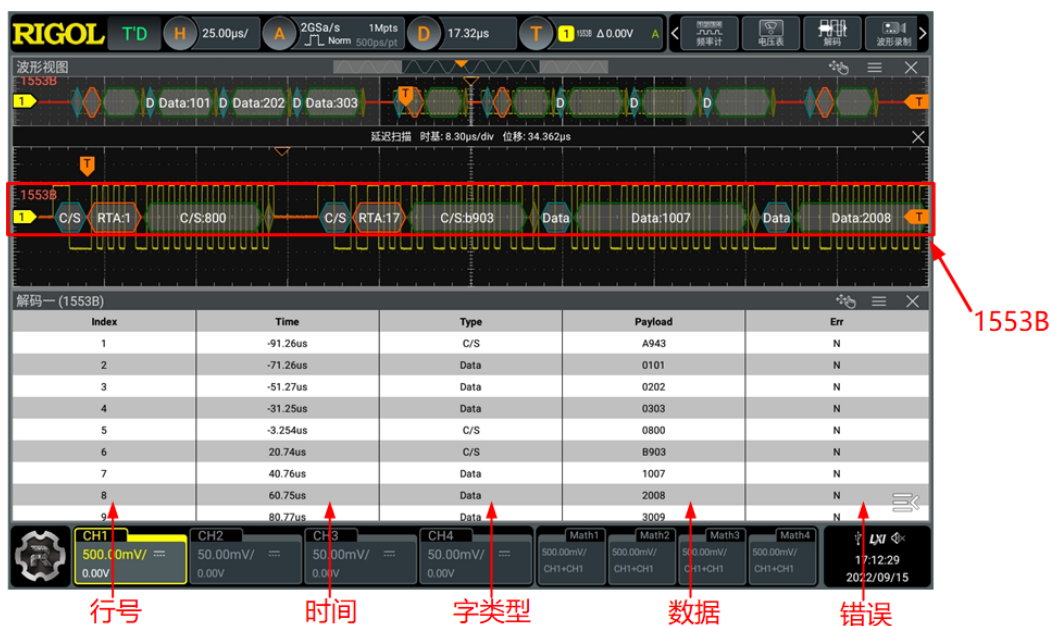 RIGOL T'D H 25.00μs/ A 2GSa/s 1Mpts Norm 500ps/pt D 17.32μs T 1 1553B Δ0.00V A 频率计 电压表 解码 波形录制
波形视图
1553B
1 D Data:101 D Data:202 D Data:303 T D D D T
延迟扫描 时基: 8.30μs/div 位移: 34.362μs
T
1553B
1 C/S RTA:1 C/S:800 C/S RTA:17 C/S:b903 Data Data:1007 Data Data:2008 T
1553B
解码一 (1553B)
Index Time Type Payload Err
1 -91.26us C/S A943 N
2 -71.26us Data 0101 N
3 -51.27us Data 0202 N
4 -31.25us Data 0303 N
5 -3.254us C/S 0800 N
6 20.74us C/S B903 N
7 40.76us Data 1007 N
8 60.75us Data 2008 N
9 80.77us Data 3009 N
CH1 CH2 CH3 CH4 Math1 Math2 Math3 Math4 LXI
500.00mV/ 50.00mV/ 50.00mV/ 50.00mV/ 500.00mV/ 500.00mV/ 500.00mV/ 500.00mV/
0.00V 0.00V 0.00V 0.00V CH1+CH1 CH1+CH1 CH1+CH1 CH1+CH1
17:12:29
2022/09/15
行号 时间 字类型 数据 错误